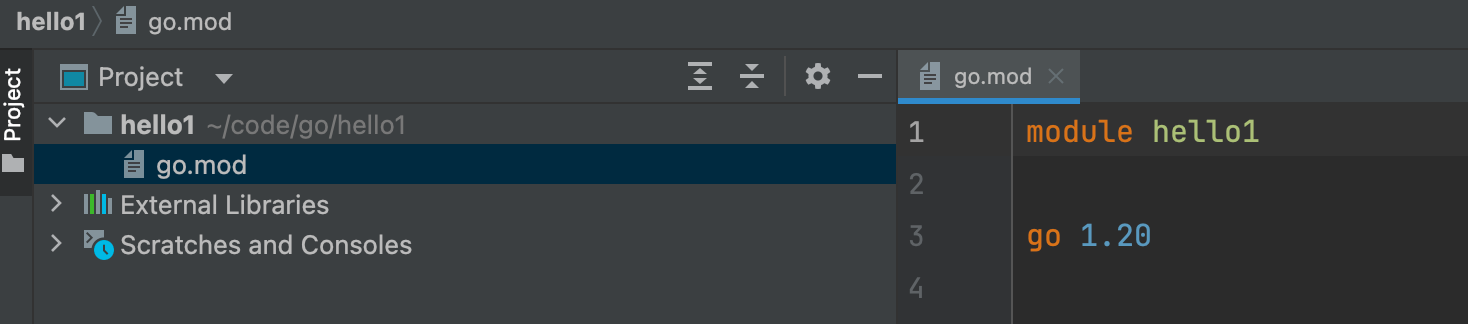 hello1 go.mod
Project
Project
hello1 ~/code/go/hello1
go.mod
External Libraries
Scratches and Consoles
go.mod
1 module hello1
2
3 go 1.20
4